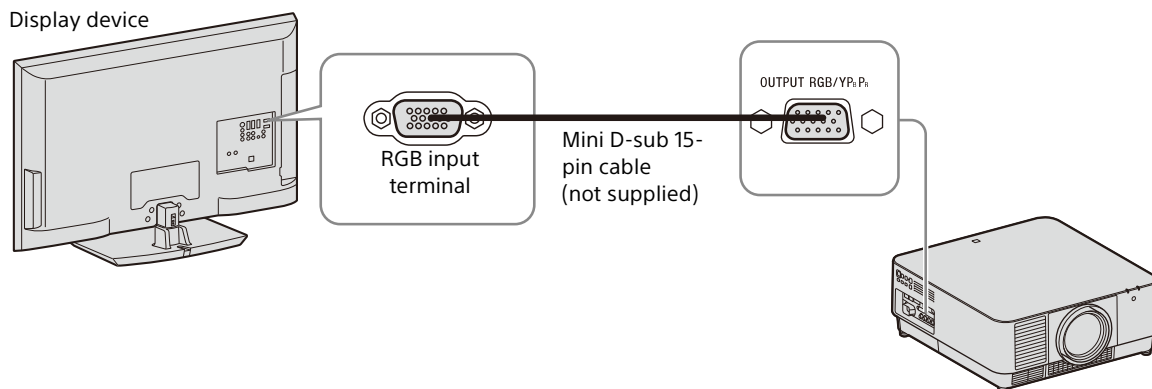 Display device
OUTPUT RGB/YPBPR
RGB input
terminal
Mini D-sub 15-
pin cable
(not supplied)